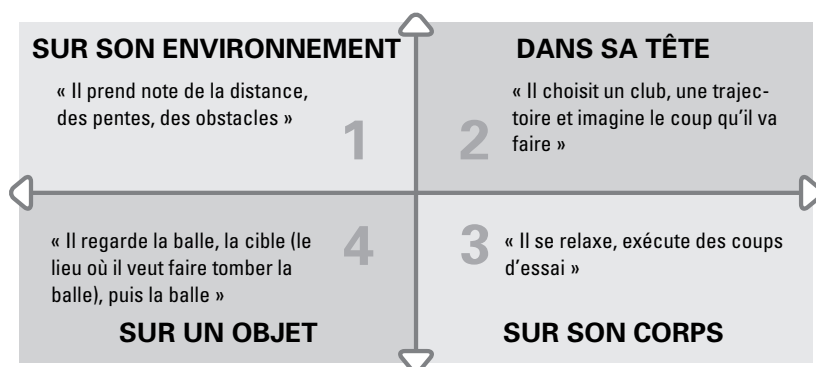 SUR SON ENVIRONNEMENT
« Il prend note de la distance,
des pentes, des obstacles »
1
DANS SA TÊTE
« Il choisit un club, une trajec-
toire et imagine le coup qu'il va
faire »
2
« Il regarde la balle, la cible (le
lieu où il veut faire tomber la
balle), puis la balle »
4
SUR UN OBJET
3
« Il se relaxe, exécute des coups
d'essai »
SUR SON CORPS